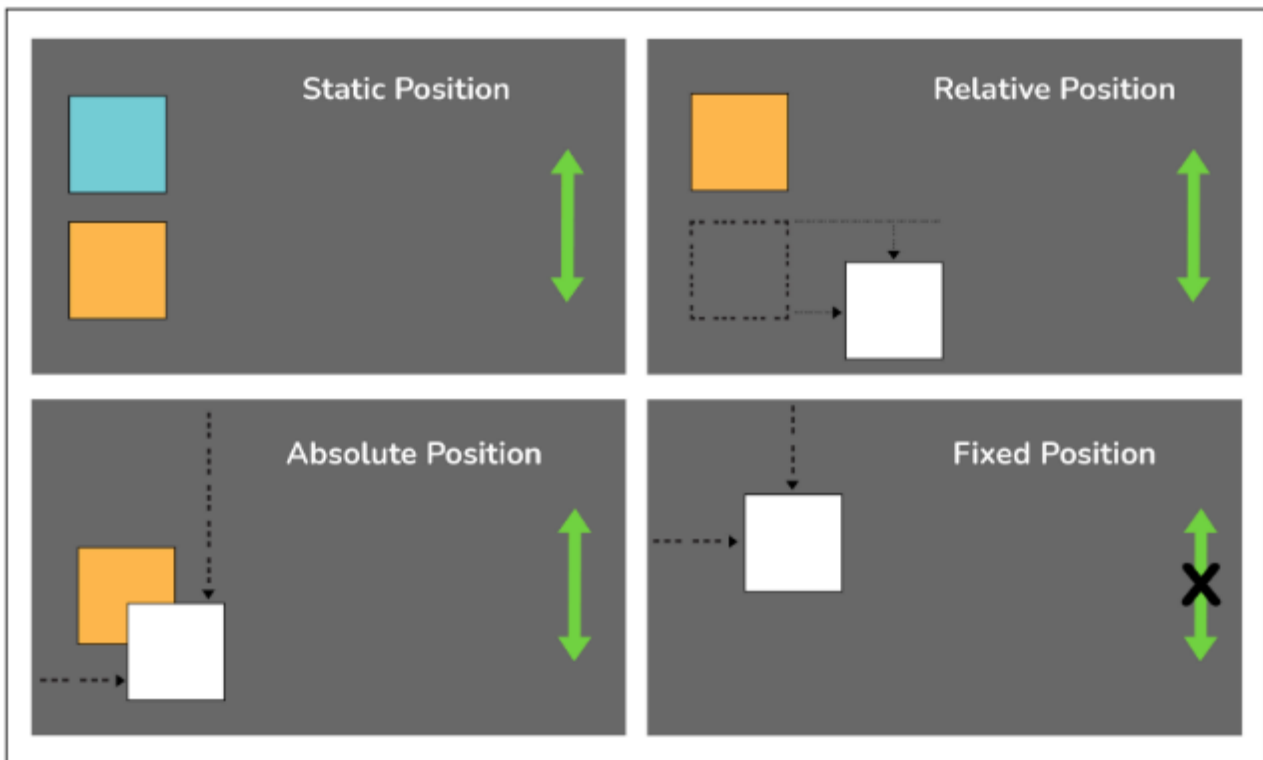 Static Position
Relative Position
Absolute Position
Fixed Position